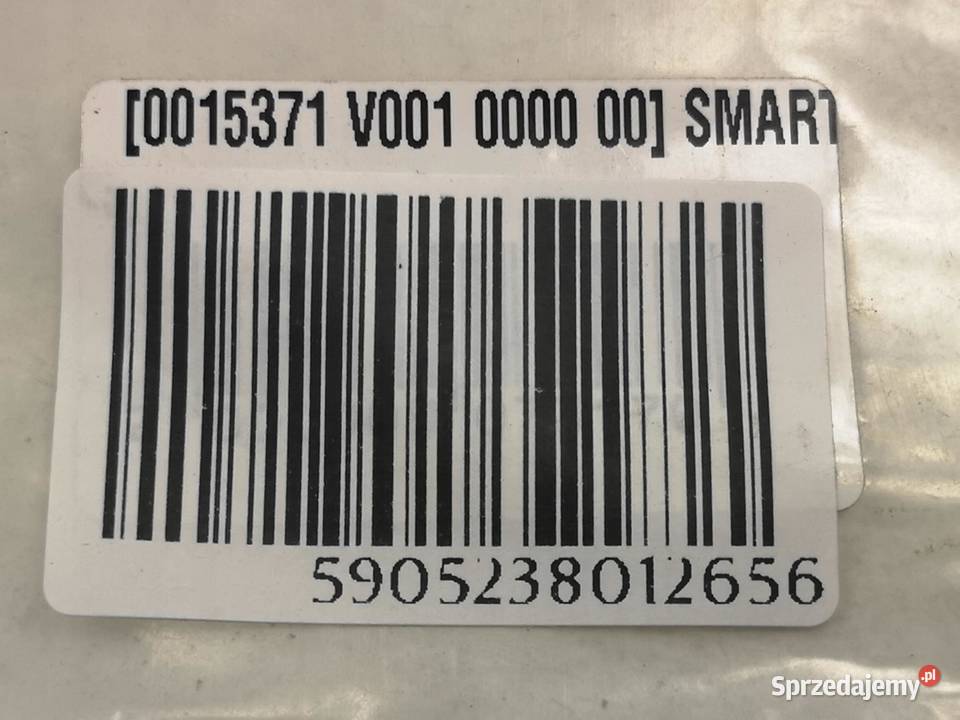 [0015371 V001 0000 00] SMART
5905238012656
Sprzedajemy.pl